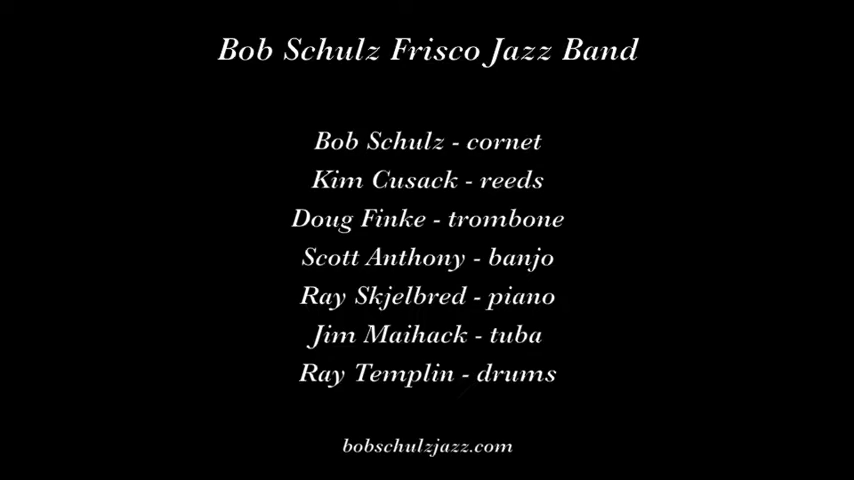 Bob Schulz Frisco Jazz Band
Bob Schulz - cornet
Kim Cusack - reeds
Doug Finke - trombone
Scott Anthony - banjo
Ray Skjelbred - piano
Jim Maihack - tuba
Ray Templin - drums
bobschulzjazz.com